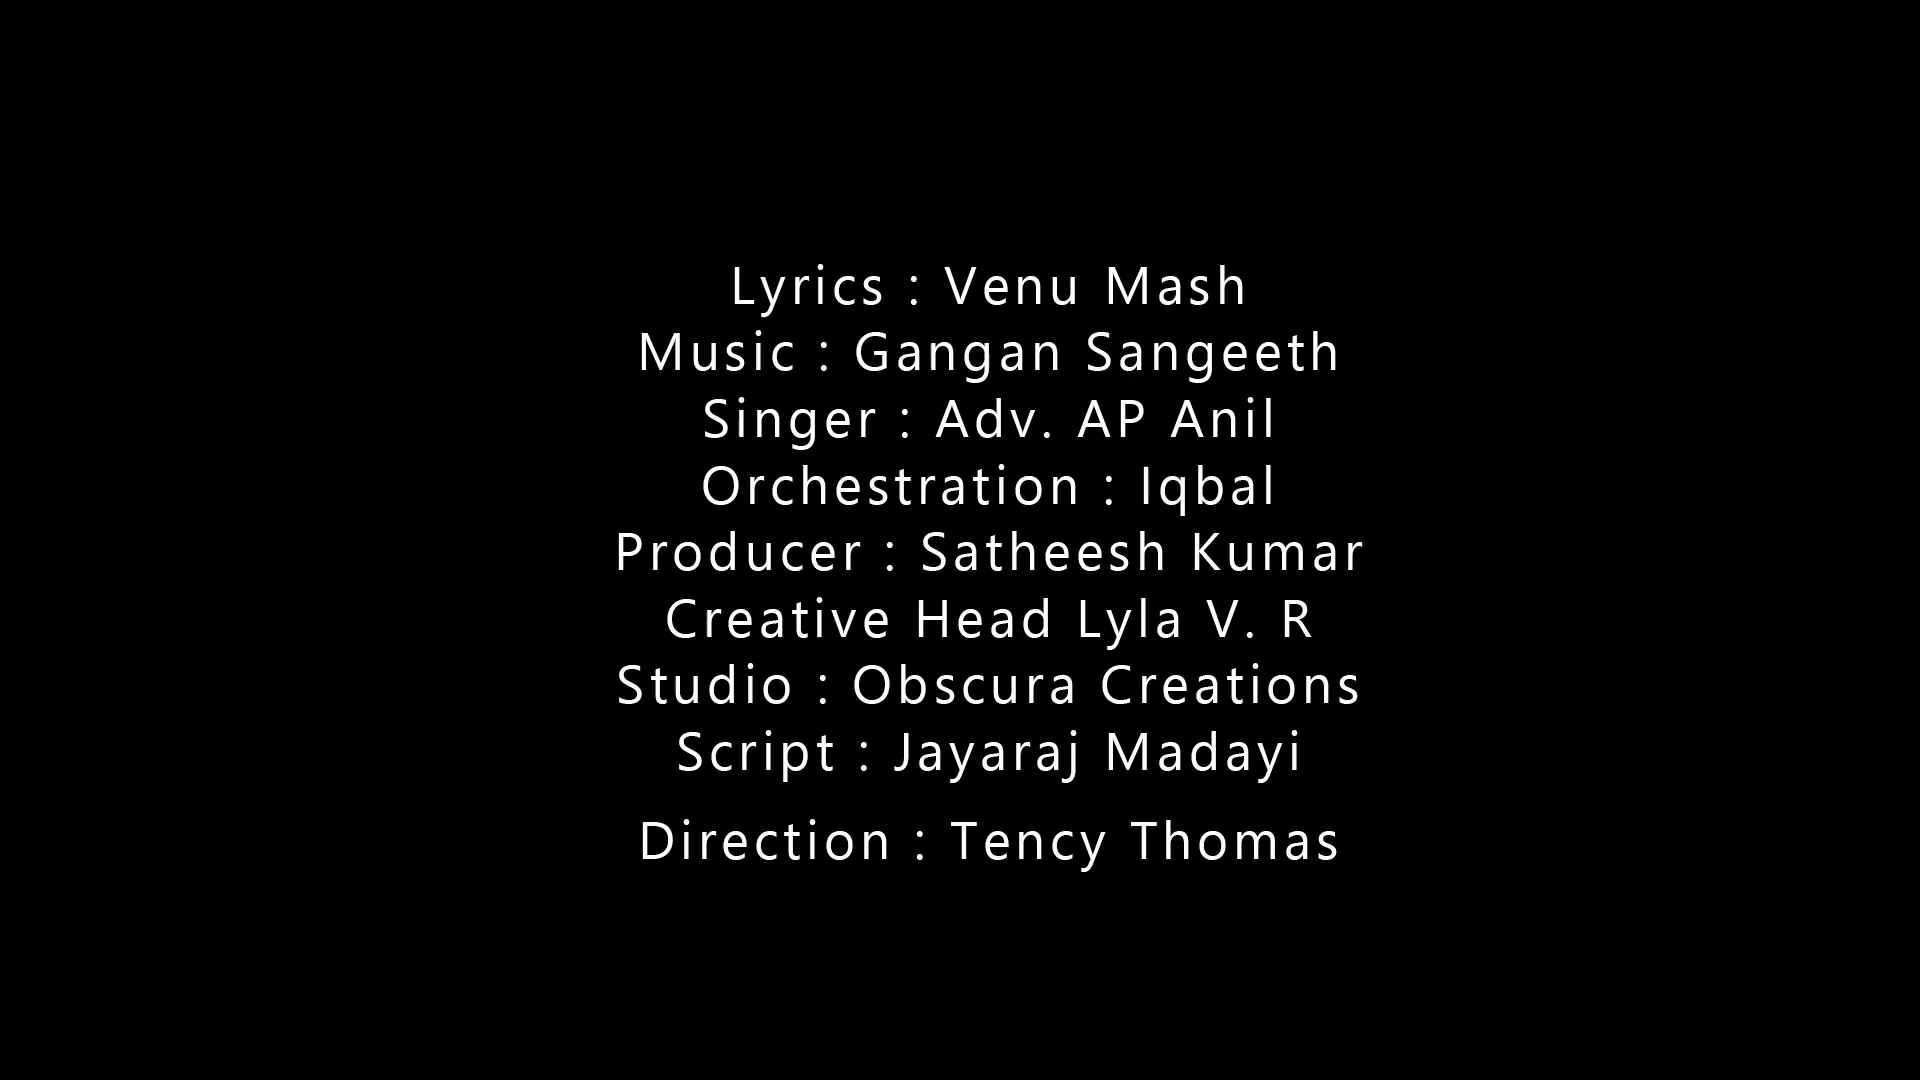 Lyrics : Venu Mash
Music : Gangan Sangeeth
Singer : Adv. AP Anil
Orchestration : Iqbal
Producer : Satheesh Kumar
Creative Head Lyla V. R
Studio : Obscura Creations
Script : Jayaraj Madayi
Direction : Tency Thomas